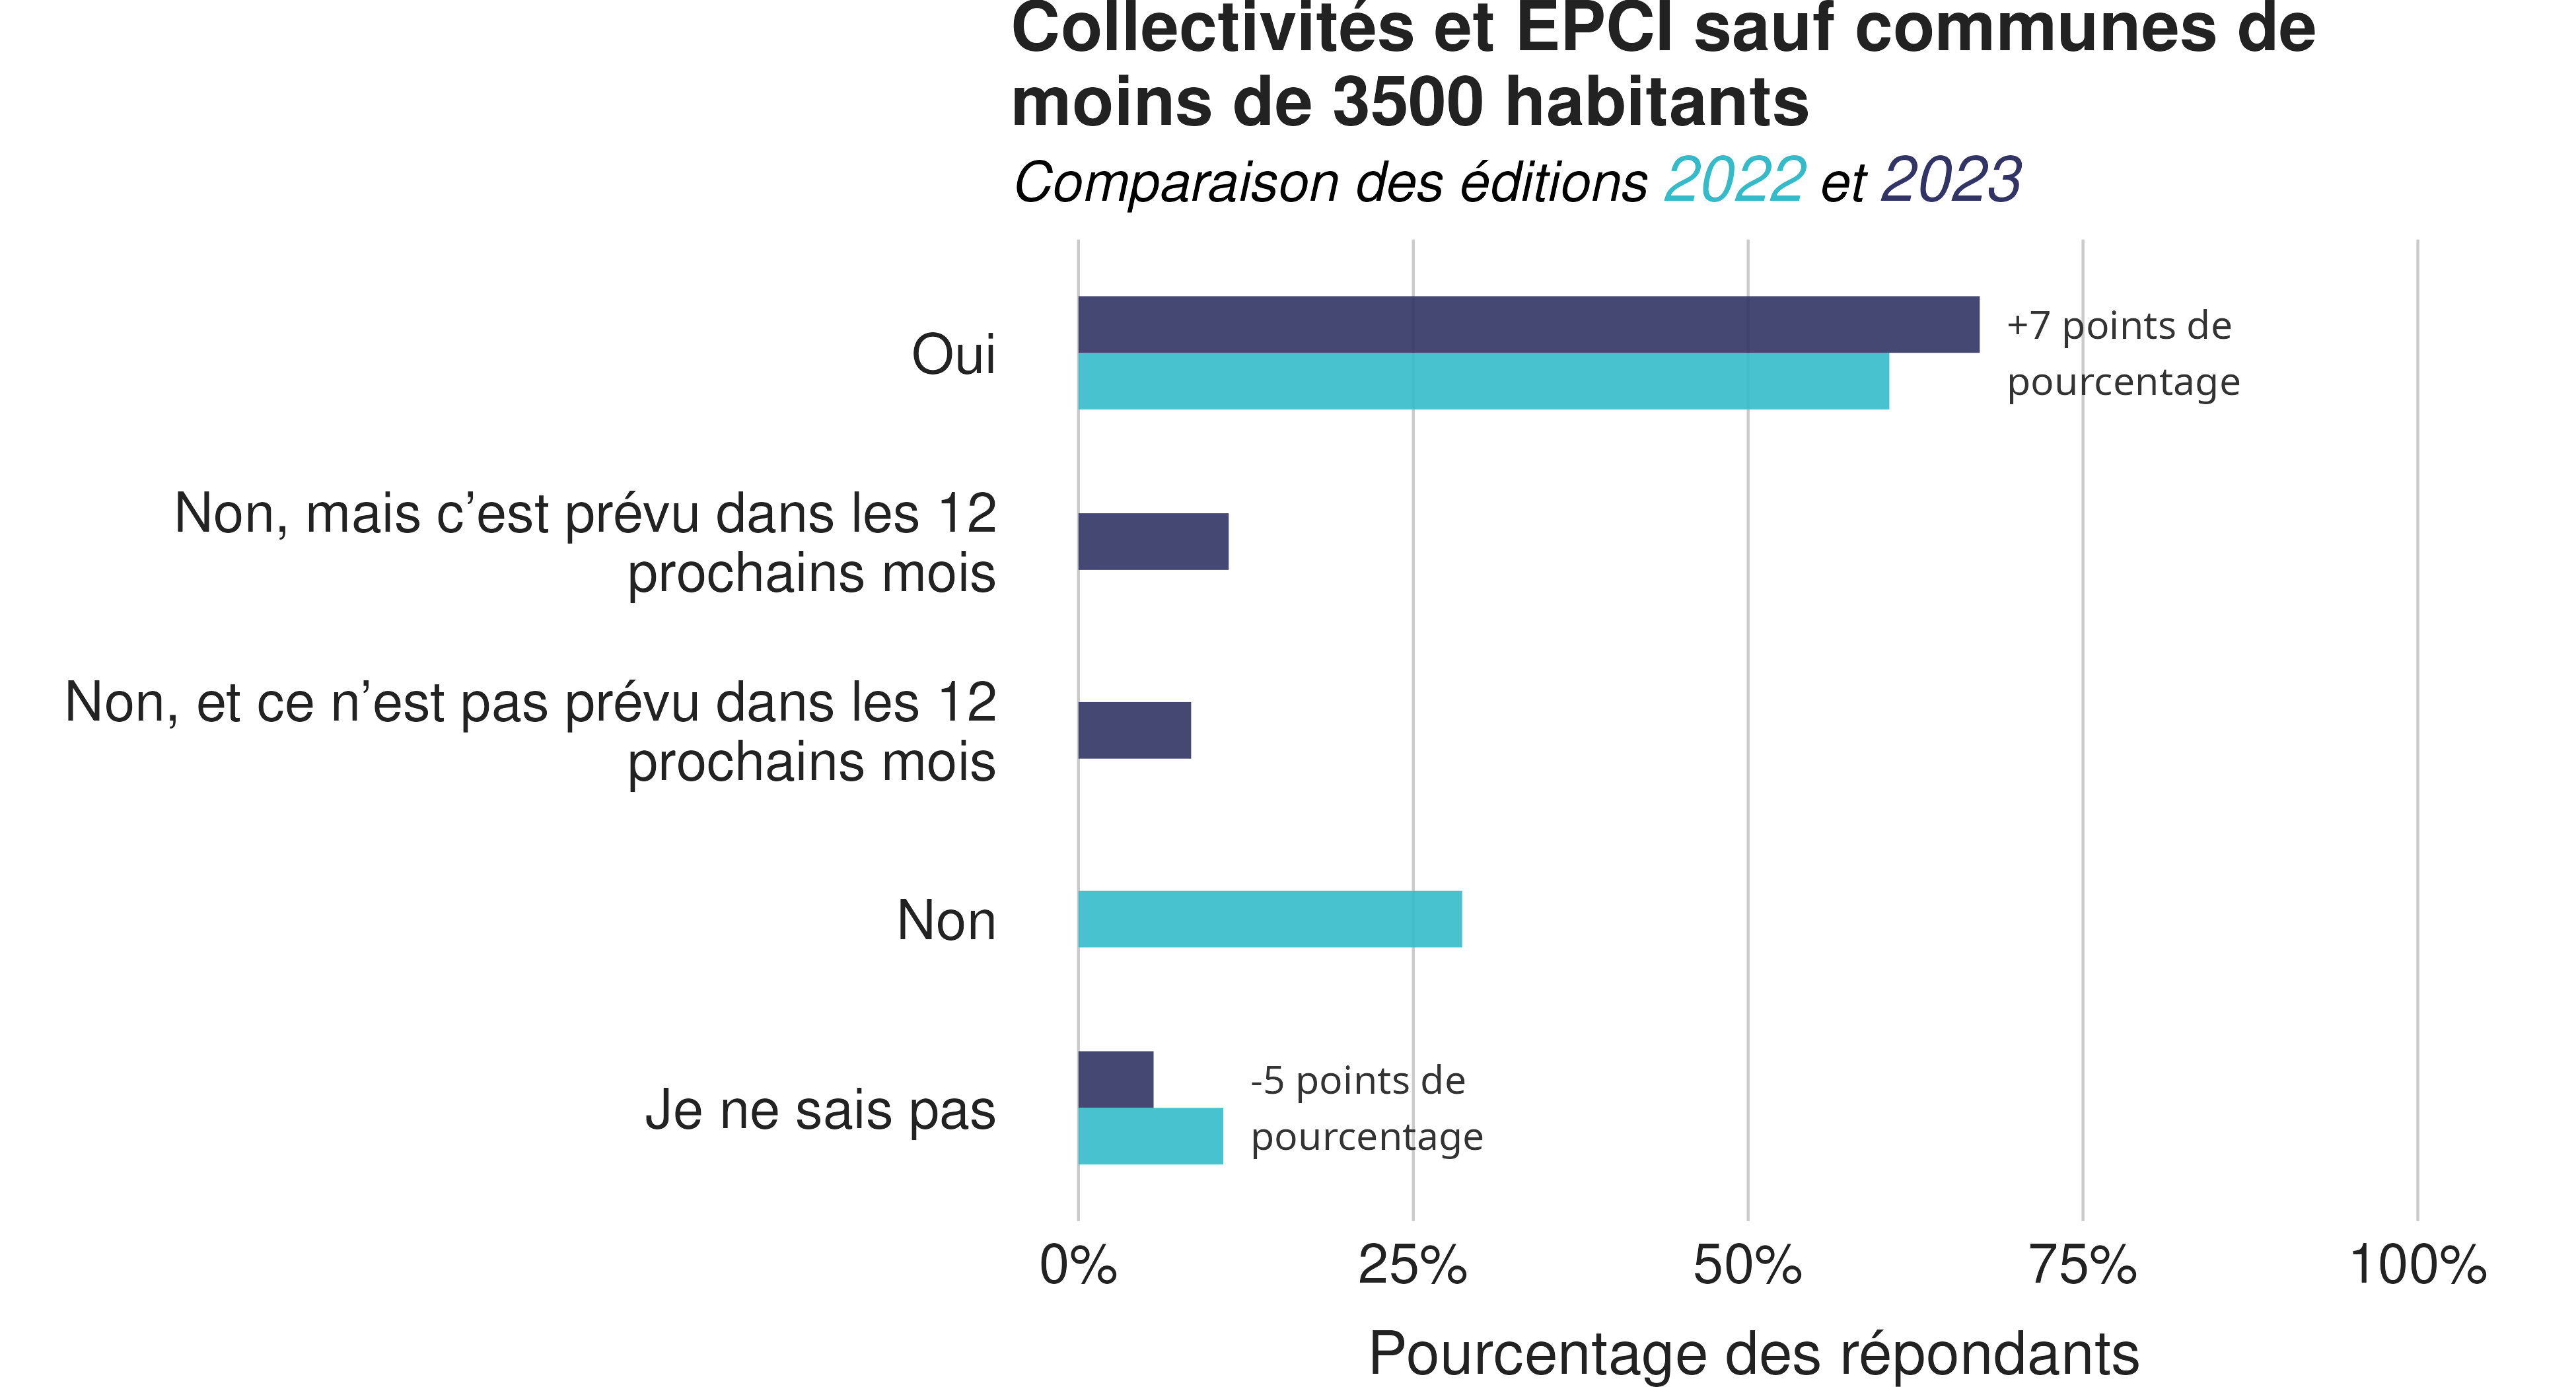 Collectivités et EPCI sauf communes de
moins de 3500 habitants
Comparaison des éditions 2022 et 2023
Oui
+7 points de
pourcentage
Non, mais c’est prévu dans les 12
prochains mois
Non, et ce n’est pas prévu dans les 12
prochains mois
Non
Je ne sais pas
-5 points de
pourcentage
0%
25%
50%
75%
100%
Pourcentage des répondants